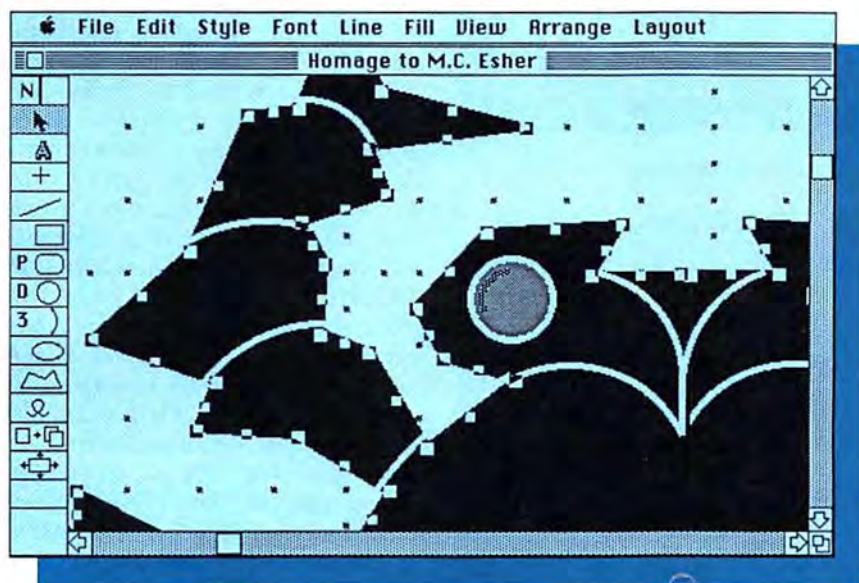 File Edit Style Font Line Fill View Arrange Layout
Homage to M.C. Esher
N
A
P
D
3